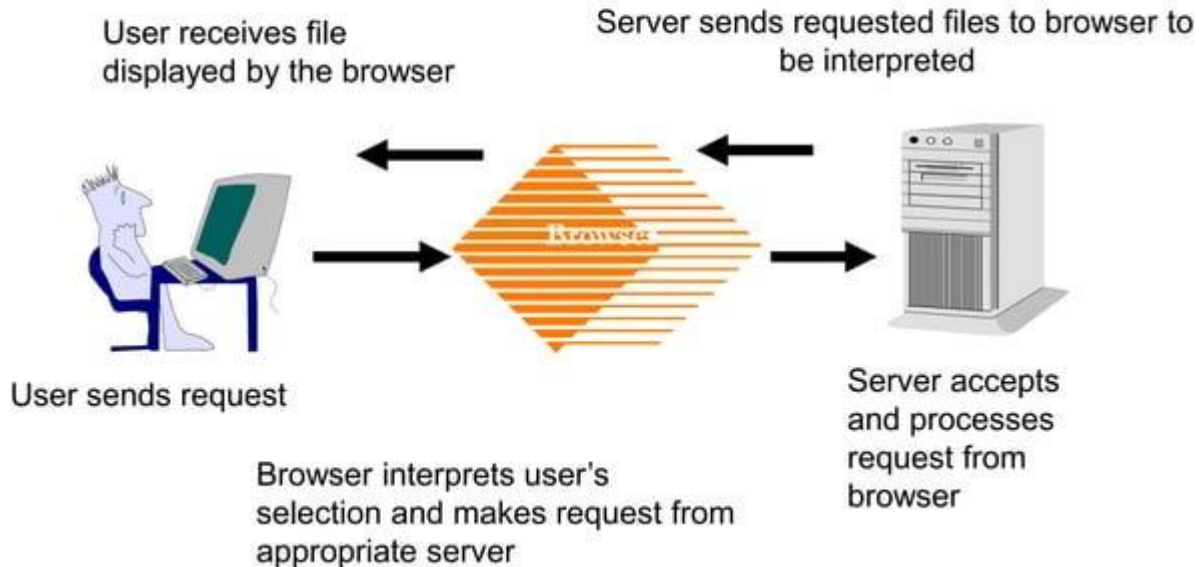 User receives file
displayed by the browser
Server sends requested files to browser to
be interpreted
Browser
User sends request
Browser interprets user’s
selection and makes request from
appropriate server
Server accepts
and processes
request from
browser